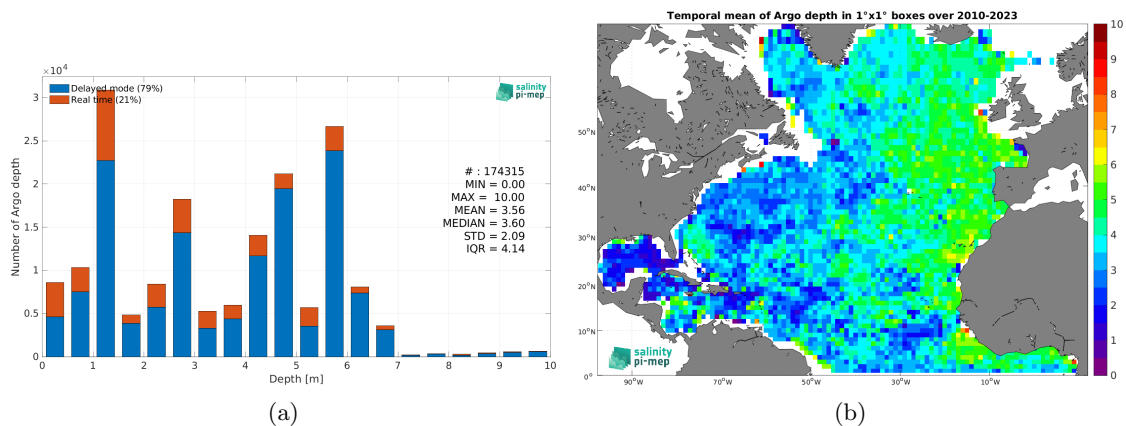 ×10⁴
Delayed mode (79%)
Real time (21%)
salinity
pi-mep
3
2.5
2
1.5
1
0.5
0
Number of Argo depth
# : 174315
MIN = 0.00
MAX = 10.00
MEAN = 3.56
MEDIAN = 3.60
STD = 2.09
IQR = 4.14
0 1 2 3 4 5 6 7 8 9 10
Depth [m]
(a)
Temporal mean of Argo depth in 1°x1° boxes over 2010-2023
50°N
40°N
30°N
20°N
10°N
0°
90°W 80°W 70°W 60°W 50°W 40°W 30°W 20°W 10°W
salinity
pi-mep
10
9
8
7
6
5
4
3
2
1
0
(b)